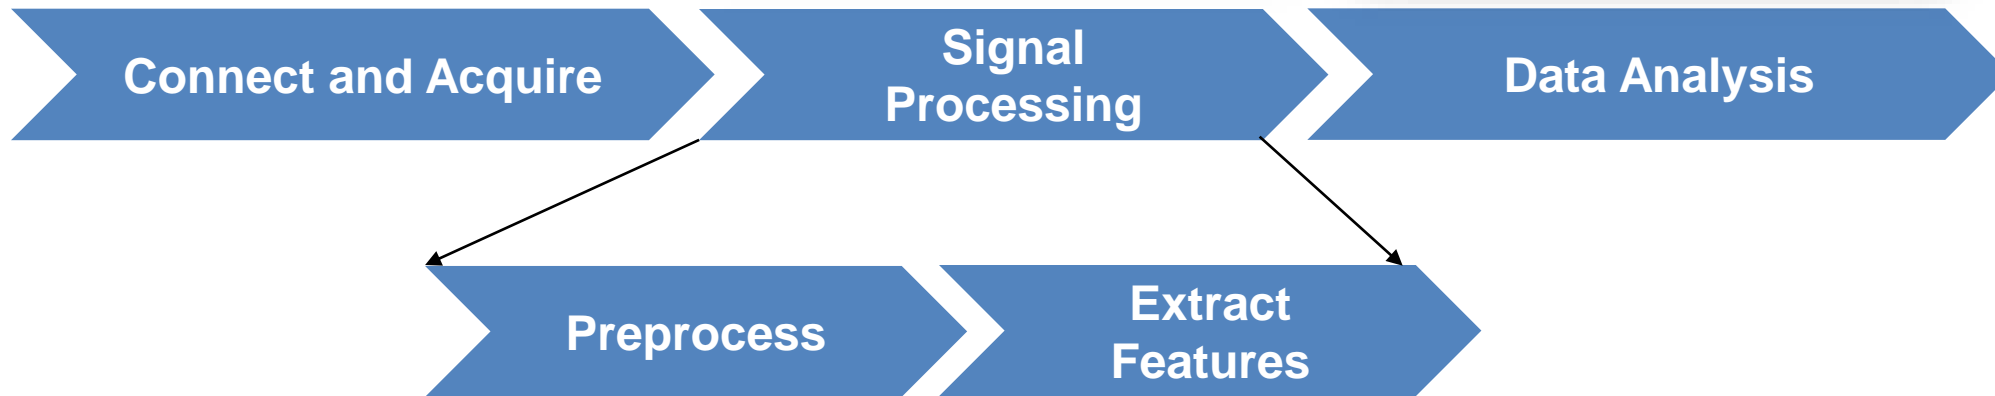 Connect and Acquire
Signal
Processing
Data Analysis
Preprocess
Extract
Features